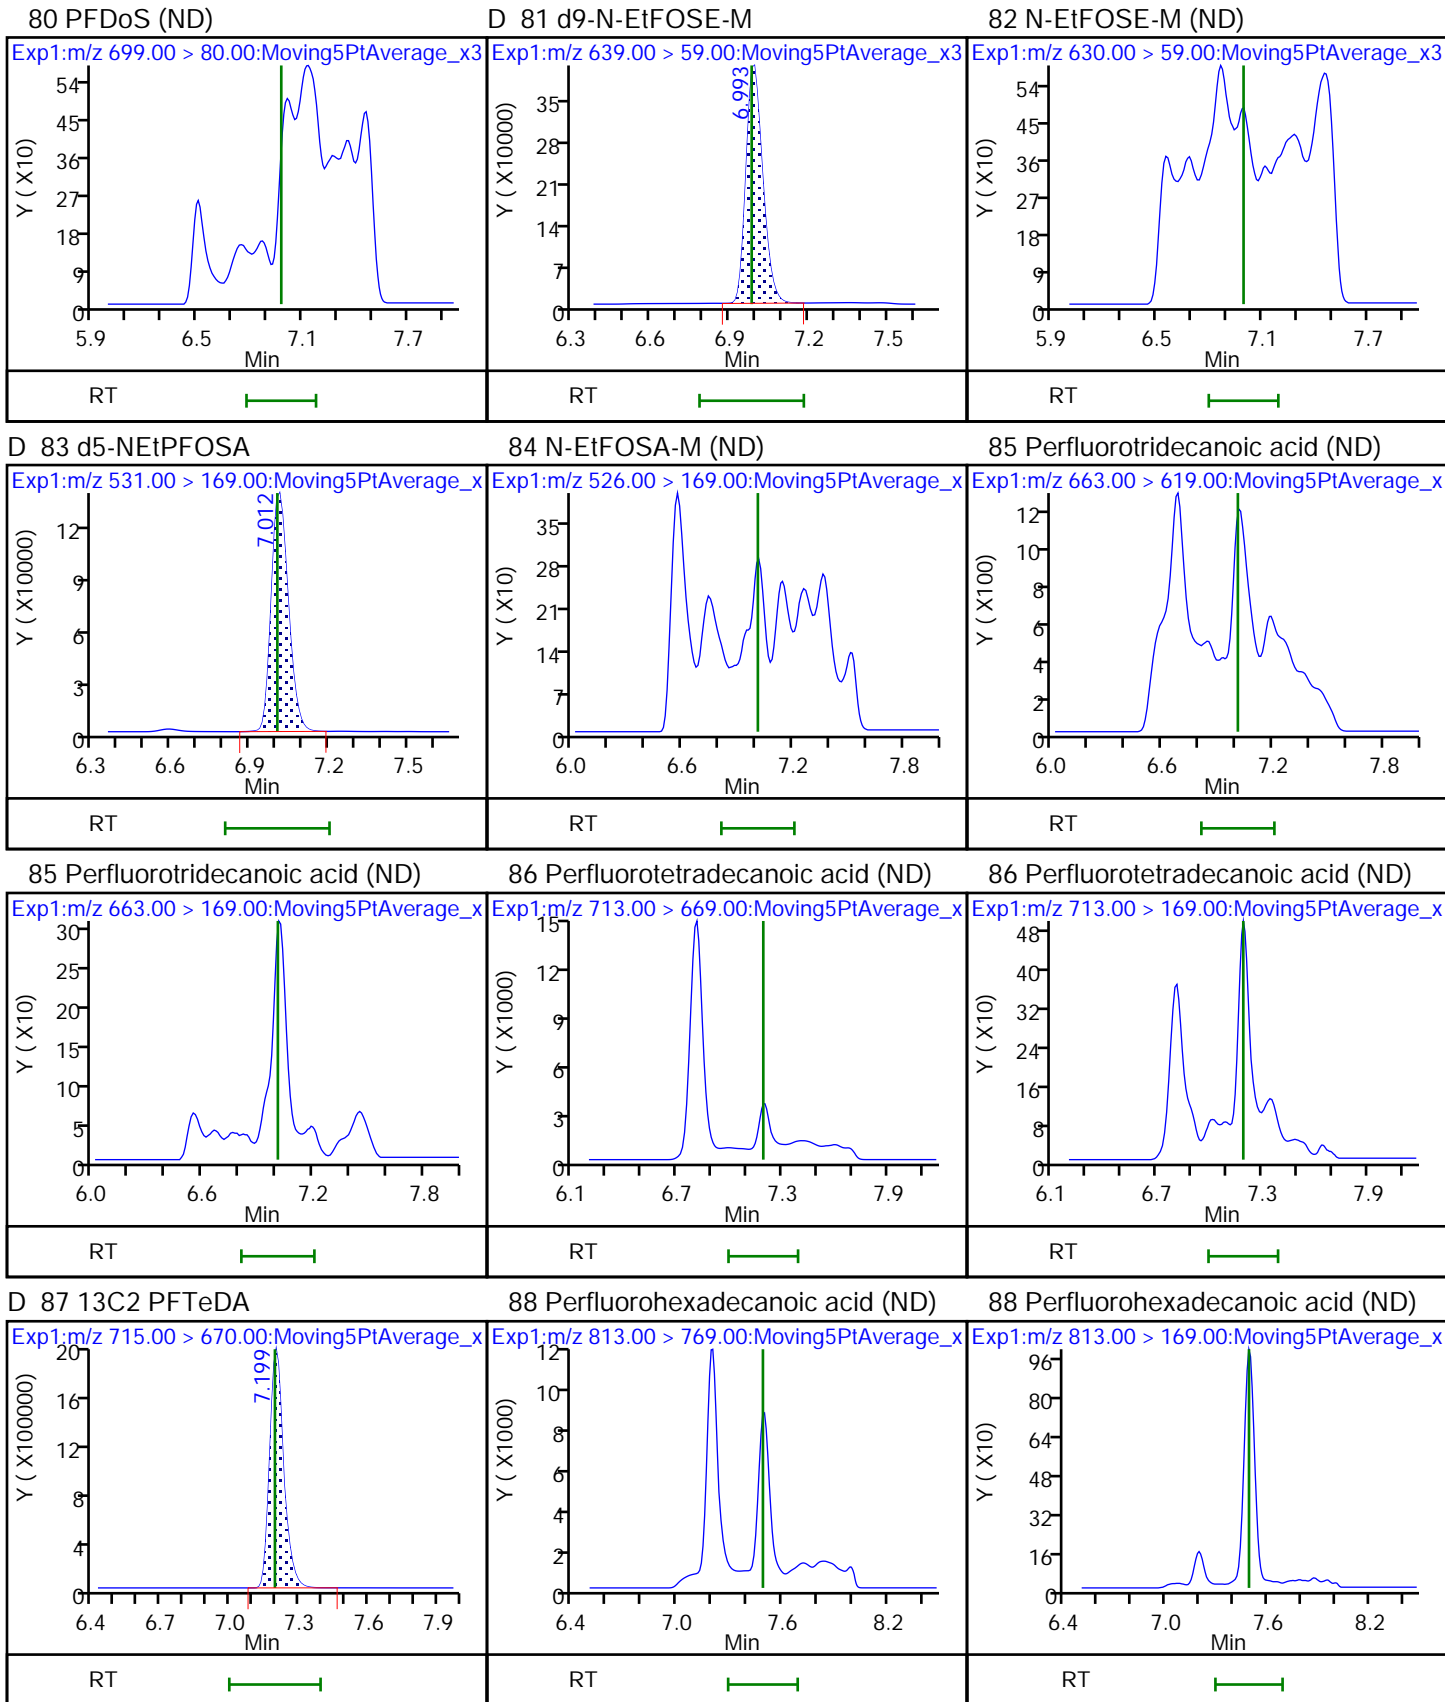 80 PFDoS (ND)
Exp1:m/z 699.00 > 80.00:Moving5PtAverage_x3
Y ( X10)
54
45
36
27
18
9
0
5.9 6.5 7.1 7.7
Min
RT
D 81 d9-N-EtFOSE-M
Exp1:m/z 639.00 > 59.00:Moving5PtAverage_x3
6.993
Y ( X10000)
35
28
21
14
7
0
6.3 6.6 6.9 7.2 7.5
Min
RT
82 N-EtFOSE-M (ND)
Exp1:m/z 630.00 > 59.00:Moving5PtAverage_x3
Y ( X10)
54
45
36
27
18
9
0
5.9 6.5 7.1 7.7
Min
RT
D 83 d5-NEtPFOSA
Exp1:m/z 531.00 > 169.00:Moving5PtAverage_x
7.012
Y ( X10000)
12
9
6
3
0
6.3 6.6 6.9 7.2 7.5
Min
RT
84 N-EtFOSA-M (ND)
Exp1:m/z 526.00 > 169.00:Moving5PtAverage_x
Y ( X10)
35
28
21
14
7
0
6.0 6.6 7.2 7.8
Min
RT
85 Perfluorotridecanoic acid (ND)
Exp1:m/z 663.00 > 619.00:Moving5PtAverage_x
Y ( X100)
12
10
8
6
4
2
0
6.0 6.6 7.2 7.8
Min
RT
85 Perfluorotridecanoic acid (ND)
Exp1:m/z 663.00 > 169.00:Moving5PtAverage_x
Y ( X10)
30
25
20
15
10
5
0
6.0 6.6 7.2 7.8
Min
RT
86 Perfluorotetradecanoic acid (ND)
Exp1:m/z 713.00 > 669.00:Moving5PtAverage_x
Y ( X1000)
15
12
9
6
3
0
6.1 6.7 7.3 7.9
Min
RT
86 Perfluorotetradecanoic acid (ND)
Exp1:m/z 713.00 > 169.00:Moving5PtAverage_x
Y ( X10)
48
40
32
24
16
8
0
6.1 6.7 7.3 7.9
Min
RT
D 87 13C2 PFTeDA
Exp1:m/z 715.00 > 670.00:Moving5PtAverage_x
7.199
Y ( X100000)
20
16
12
8
4
0
6.4 6.7 7.0 7.3 7.6 7.9
Min
RT
88 Perfluorohexadecanoic acid (ND)
Exp1:m/z 813.00 > 769.00:Moving5PtAverage_x
Y ( X1000)
12
10
8
6
4
2
0
6.4 7.0 7.6 8.2
Min
RT
88 Perfluorohexadecanoic acid (ND)
Exp1:m/z 813.00 > 169.00:Moving5PtAverage_x
Y ( X10)
96
80
64
48
32
16
0
6.4 7.0 7.6 8.2
Min
RT